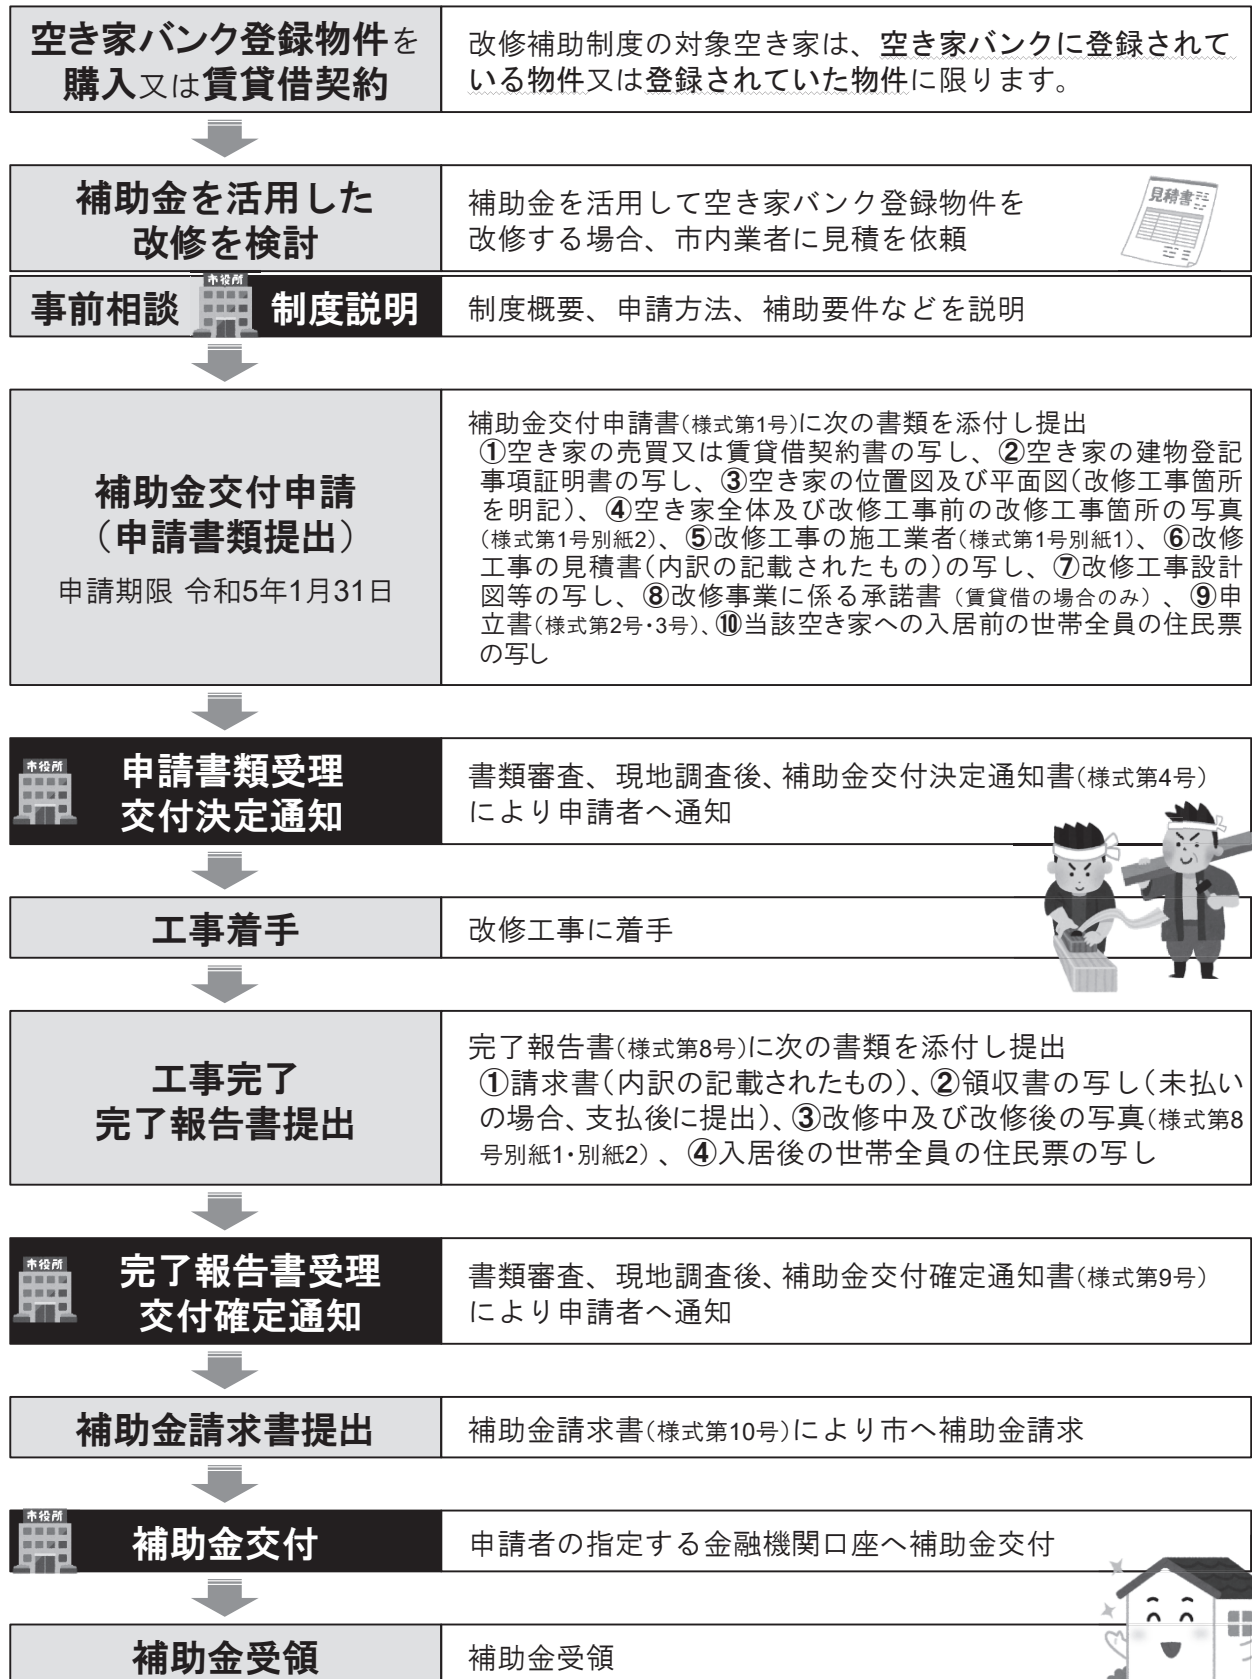 空き家バンク登録物件を
購入又は賃貸借契約
改修補助制度の対象空き家は、空き家バンクに登録されて
いる物件又は登録されていた物件に限ります。
補助金を活用した
改修を検討
補助金を活用して空き家バンク登録物件を
改修する場合、市内業者に見積を依頼
見積書
事前相談
市役所
制度説明
制度概要、申請方法、補助要件などを説明
補助金交付申請
（申請書類提出）
申請期限 令和5年1月31日
補助金交付申請書(様式第1号)に次の書類を添付し提出
①空き家の売買又は賃貸借契約書の写し、②空き家の建物登記
事項証明書の写し、③空き家の位置図及び平面図(改修工事箇所
を明記)、④空き家全体及び改修工事前の改修工事箇所の写真
(様式第1号別紙2)、⑤改修工事の施工業者(様式第1号別紙1)、⑥改修
工事の見積書(内訳の記載されたもの)の写し、⑦改修工事設計
図等の写し、⑧改修事業に係る承諾書（賃貸借の場合のみ）、⑨申
立書(様式第2号・3号)、⑩当該空き家への入居前の世帯全員の住民票
の写し
市役所
申請書類受理
交付決定通知
書類審査、現地調査後、補助金交付決定通知書(様式第4号)
により申請者へ通知
工事着手
改修工事に着手
工事完了
完了報告書提出
完了報告書(様式第8号)に次の書類を添付し提出
①請求書(内訳の記載されたもの)、②領収書の写し(未払い
の場合、支払後に提出)、③改修中及び改修後の写真(様式第8
号別紙1・別紙2)、④入居後の世帯全員の住民票の写し
市役所
完了報告書受理
交付確定通知
書類審査、現地調査後、補助金交付確定通知書(様式第9号)
により申請者へ通知
補助金請求書提出
補助金請求書(様式第10号)により市へ補助金請求
市役所
補助金交付
申請者の指定する金融機関口座へ補助金交付
補助金受領
補助金受領